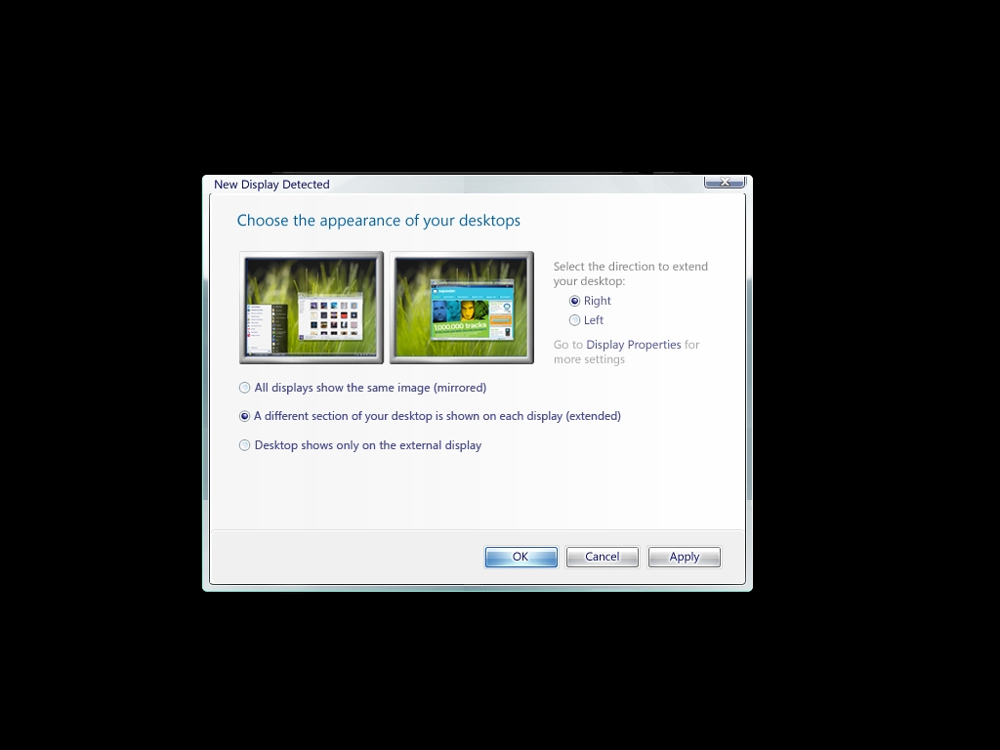 New Display Detected
Choose the appearance of your desktops
1,000,000 tracks
Select the direction to extend
your desktop:
Right
Left
Go to Display Properties for
more settings
All displays show the same image (mirrored)
A different section of your desktop is shown on each display (extended)
Desktop shows only on the external display
OK
Cancel
Apply